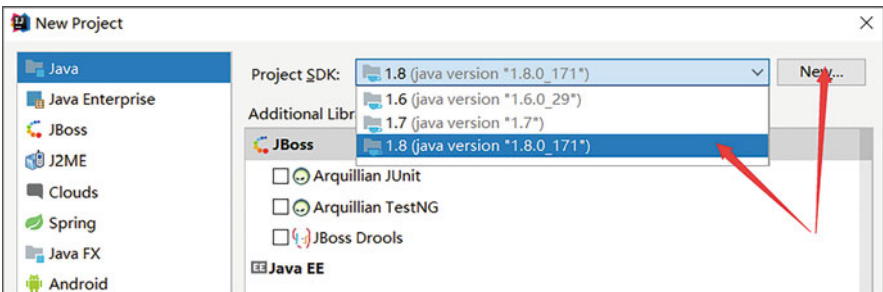 New Project
Java
Java Enterprise
JBoss
J2ME
Clouds
Spring
Java FX
Android
Project SDK: 1.8 (java version "1.8.0_171") New...
1.6 (java version "1.6.0_29")
1.7 (java version "1.7")
1.8 (java version "1.8.0_171")
Additional Libr
JBoss
Arquillian JUnit
Arquillian TestNG
JBoss Drools
Java EE